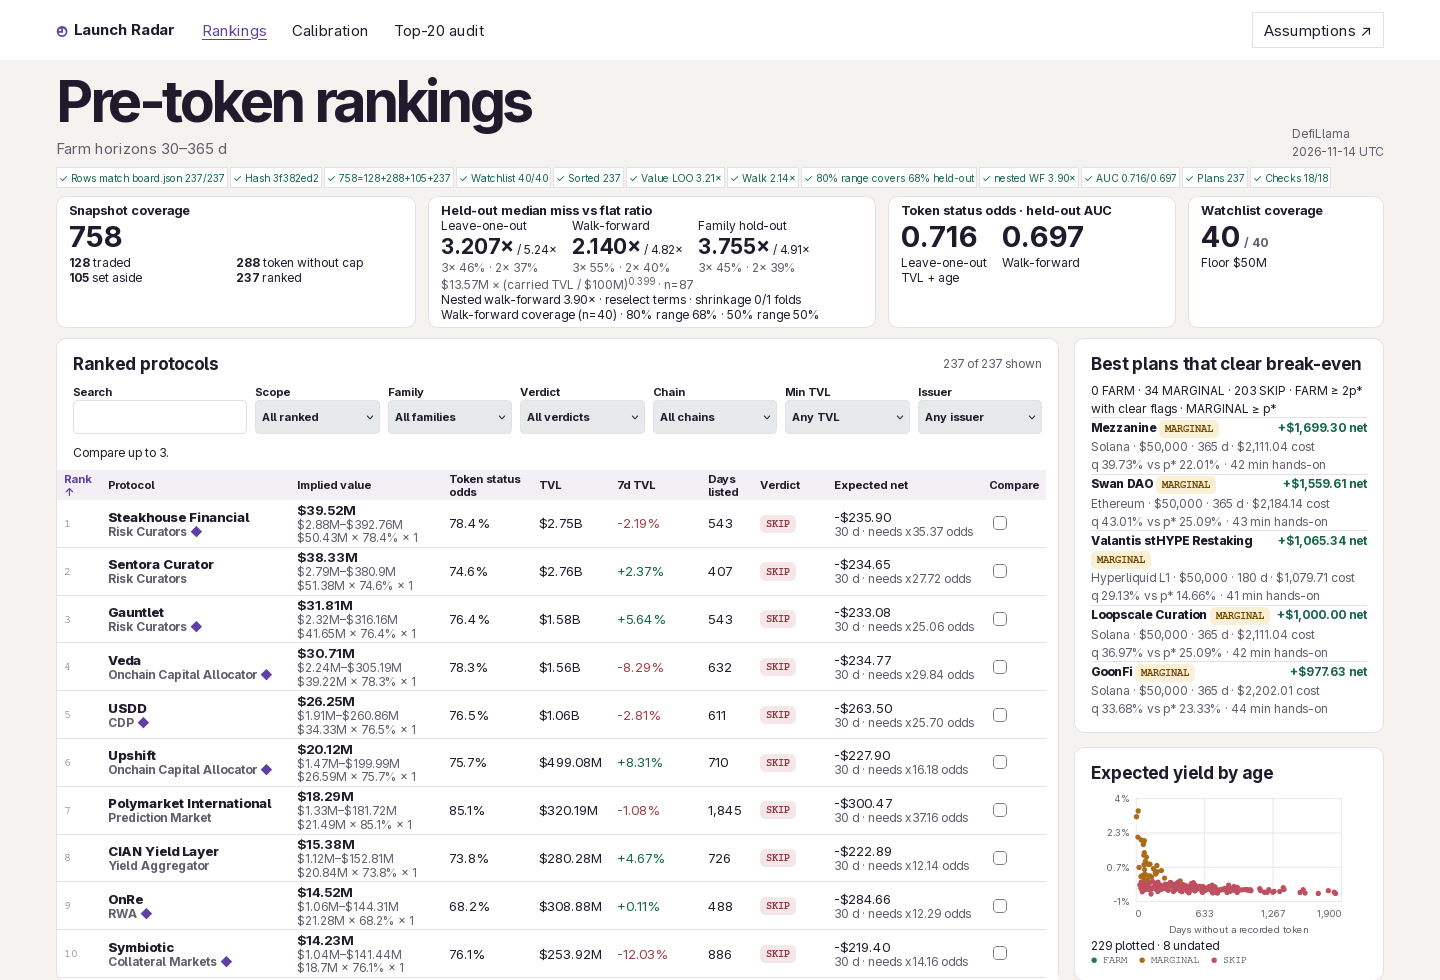 Launch Radar
Rankings
Calibration
Top-20 audit
Assumptions ↗
Pre-token rankings
Farm horizons 30–365 d
DefiLlama
2026-11-14 UTC
✓ Rows match board.json 237/237
✓ Hash 3f382ed2
✓ 758=128+288+105+237
✓ Watchlist 40/40
✓ Sorted 237
✓ Value LOO 3.21×
✓ Walk 2.14×
✓ 80% range covers 68% held-out
✓ nested WF 3.90×
✓ AUC 0.716/0.697
✓ Plans 237
✓ Checks 18/18
Snapshot coverage
758
128 traded
288 token without cap
105 set aside
237 ranked
Held-out median miss vs flat ratio
Leave-one-out
Walk-forward
Family hold-out
3.207× / 5.24×
2.140× / 4.82×
3.755× / 4.91×
3× 46% · 2× 37%
3× 55% · 2× 40%
3× 45% · 2× 39%
$13.57M × (carried TVL / $100M)^0.399 · n=87
Nested walk-forward 3.90× · reselect terms · shrinkage 0/1 folds
Walk-forward coverage (n=40) · 80% range 68% · 50% range 50%
Token status odds · held-out AUC
0.716
0.697
Leave-one-out
Walk-forward
TVL + age
Watchlist coverage
40 / 40
Floor $50M
Ranked protocols
237 of 237 shown
Search
Scope
Family
Verdict
Chain
Min TVL
Issuer
All ranked
All families
All verdicts
All chains
Any TVL
Any issuer
Compare up to 3.
Rank ↑
Protocol
Implied value
Token status odds
TVL
7d TVL
Days listed
Verdict
Expected net
Compare
1
Steakhouse Financial
Risk Curators ◆
$39.52M
$2.88M–$392.76M
$50.43M × 78.4% × 1
78.4%
$2.75B
-2.19%
543
SKIP
-$235.90
30 d · needs x35.37 odds
2
Sentora Curator
Risk Curators
$38.33M
$2.79M–$380.9M
$51.38M × 74.6% × 1
74.6%
$2.76B
+2.37%
407
SKIP
-$234.65
30 d · needs x27.72 odds
3
Gauntlet
Risk Curators ◆
$31.81M
$2.32M–$316.16M
$41.65M × 76.4% × 1
76.4%
$1.58B
+5.64%
543
SKIP
-$233.08
30 d · needs x25.06 odds
4
Veda
Onchain Capital Allocator ◆
$30.71M
$2.24M–$305.19M
$39.22M × 78.3% × 1
78.3%
$1.56B
-8.29%
632
SKIP
-$234.77
30 d · needs x29.84 odds
5
USDD
CDP ◆
$26.25M
$1.91M–$260.86M
$34.33M × 76.5% × 1
76.5%
$1.06B
-2.81%
611
SKIP
-$263.50
30 d · needs x25.70 odds
6
Upshift
Onchain Capital Allocator ◆
$20.12M
$1.47M–$199.99M
$26.59M × 75.7% × 1
75.7%
$499.08M
+8.31%
710
SKIP
-$227.90
30 d · needs x16.18 odds
7
Polymarket International
Prediction Market
$18.29M
$1.33M–$181.72M
$21.49M × 85.1% × 1
85.1%
$320.19M
-1.08%
1,845
SKIP
-$300.47
30 d · needs x37.16 odds
8
CIAN Yield Layer
Yield Aggregator
$15.38M
$1.12M–$152.81M
$20.84M × 73.8% × 1
73.8%
$280.28M
+4.67%
726
SKIP
-$222.89
30 d · needs x12.14 odds
9
OnRe
RWA ◆
$14.52M
$1.06M–$144.31M
$21.28M × 68.2% × 1
68.2%
$308.88M
+0.11%
488
SKIP
-$284.66
30 d · needs x12.29 odds
10
Symbiotic
Collateral Markets ◆
$14.23M
$1.04M–$141.44M
$18.7M × 76.1% × 1
76.1%
$253.92M
-12.03%
886
SKIP
-$219.40
30 d · needs x14.16 odds
Best plans that clear break-even
0 FARM · 34 MARGINAL · 203 SKIP · FARM ≥ 2p*
with clear flags · MARGINAL ≥ p*
Mezzanine MARGINAL +$1,699.30 net
Solana · $50,000 · 365 d · $2,111.04 cost
q 39.73% vs p* 22.01% · 42 min hands-on
Swan DAO MARGINAL +$1,559.61 net
Ethereum · $50,000 · 365 d · $2,184.14 cost
q 43.01% vs p* 25.09% · 43 min hands-on
Valantis stHYPE Restaking +$1,065.34 net
MARGINAL
Hyperliquid L1 · $50,000 · 180 d · $1,079.71 cost
q 29.13% vs p* 14.66% · 41 min hands-on
Loopscale Curation MARGINAL +$1,000.00 net
Solana · $50,000 · 365 d · $2,111.04 cost
q 36.97% vs p* 25.09% · 42 min hands-on
GoonFi MARGINAL +$977.63 net
Solana · $50,000 · 365 d · $2,202.01 cost
q 33.68% vs p* 23.33% · 44 min hands-on
Expected yield by age
4%
2.3%
0.7%
-1%
0
633
1,267
1,900
Days without a recorded token
229 plotted · 8 undated
● FARM ● MARGINAL ● SKIP